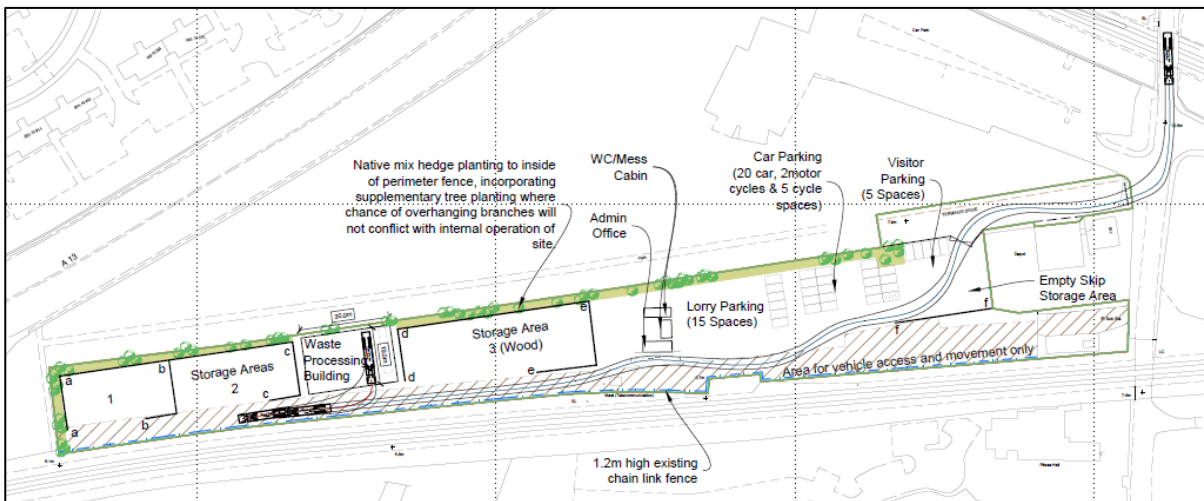 Car Park
Native mix hedge planting to inside
of perimeter fence, incorporating
supplementary tree planting where
chance of overhanging branches will
not conflict with internal operation of
site.
WC/Mess
Cabin
Admin
Office
Car Parking
(20 car, 2motor
cycles & 5 cycle
spaces)
Visitor
Parking
(5 Spaces)
A 13
Depot
Empty Skip
Storage Area
Lorry Parking
(15 Spaces)
f
f
e
e
d
d
Storage Area
3 (Wood)
20.0m
Waste
Processing
Building
c
c
Storage Areas
2
b
b
a
a
1
Area for vehicle access and movement only
Mast (Telecommunication)
1.2m high existing
chain link fence